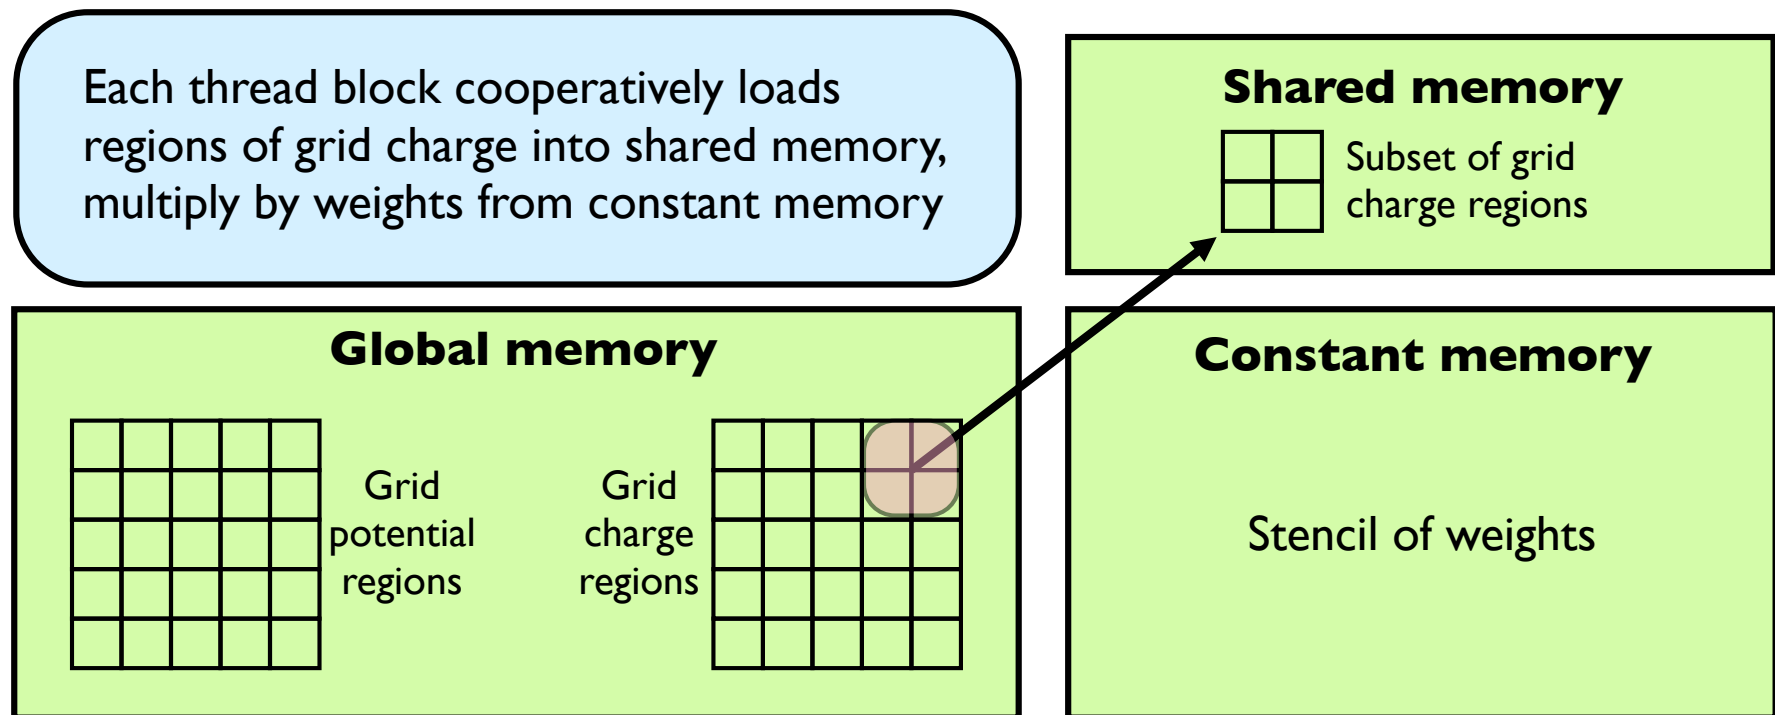 Each thread block cooperatively loads
regions of grid charge into shared memory,
multiply by weights from constant memory
Shared memory
Subset of grid
charge regions
Global memory
Grid
potential
regions
Grid
charge
regions
Constant memory
Stencil of weights